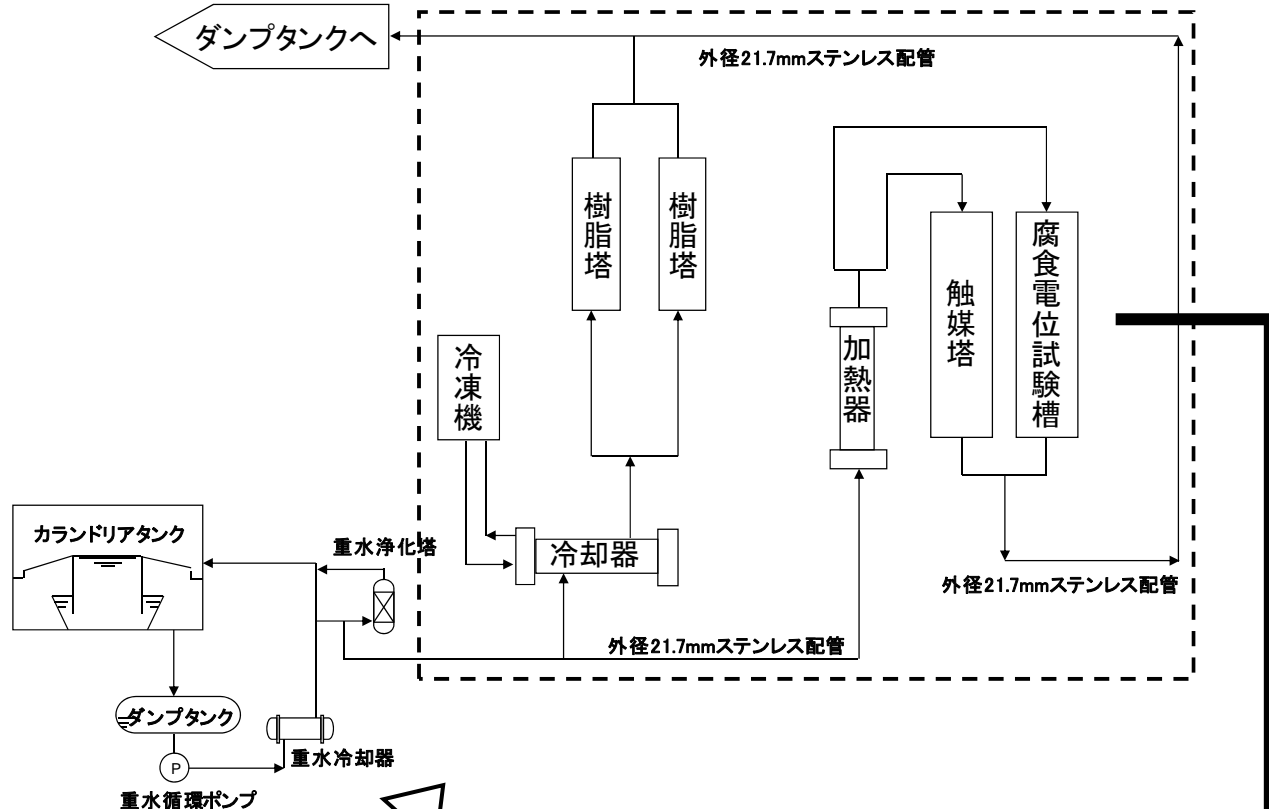 ダンプタンクへ
外径21.7mmステンレス配管
樹脂塔
樹脂塔
冷凍機
加熱器
触媒塔
腐食電位試験槽
冷却器
カランドリアタンク
重水浄化塔
外径21.7mmステンレス配管
外径21.7mmステンレス配管
ダンプタンク
重水冷却器
P
重水循環ポンプ